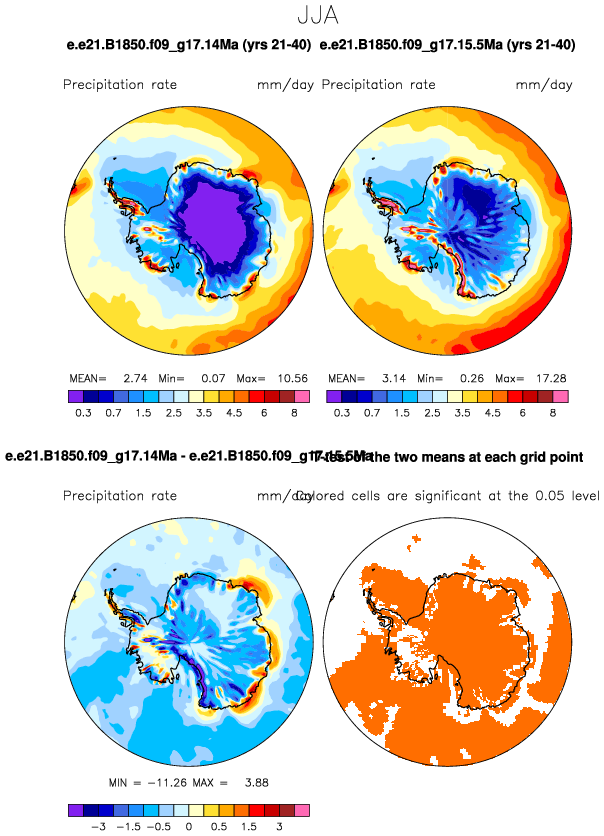 JJA
e.e21.B1850.f09_g17.14Ma (yrs 21-40) e.e21.B1850.f09_g17.15.5Ma (yrs 21-40)
Precipitation rate mm/day Precipitation rate mm/day
MEAN= 2.74 Min= 0.07 Max= 10.56 MEAN= 3.14 Min= 0.26 Max= 17.28
0.3 0.7 1.5 2.5 3.5 4.5 6 8 0.3 0.7 1.5 2.5 3.5 4.5 6 8
e.e21.B1850.f09_g17.14Ma - e.e21.B1850.f09_g17.15.5Ma T-test of the two means at each grid point
Precipitation rate mm/day Colored cells are significant at the 0.05 level
MIN = -11.26 MAX = 3.88
-3 -1.5 -0.5 0 0.5 1.5 3